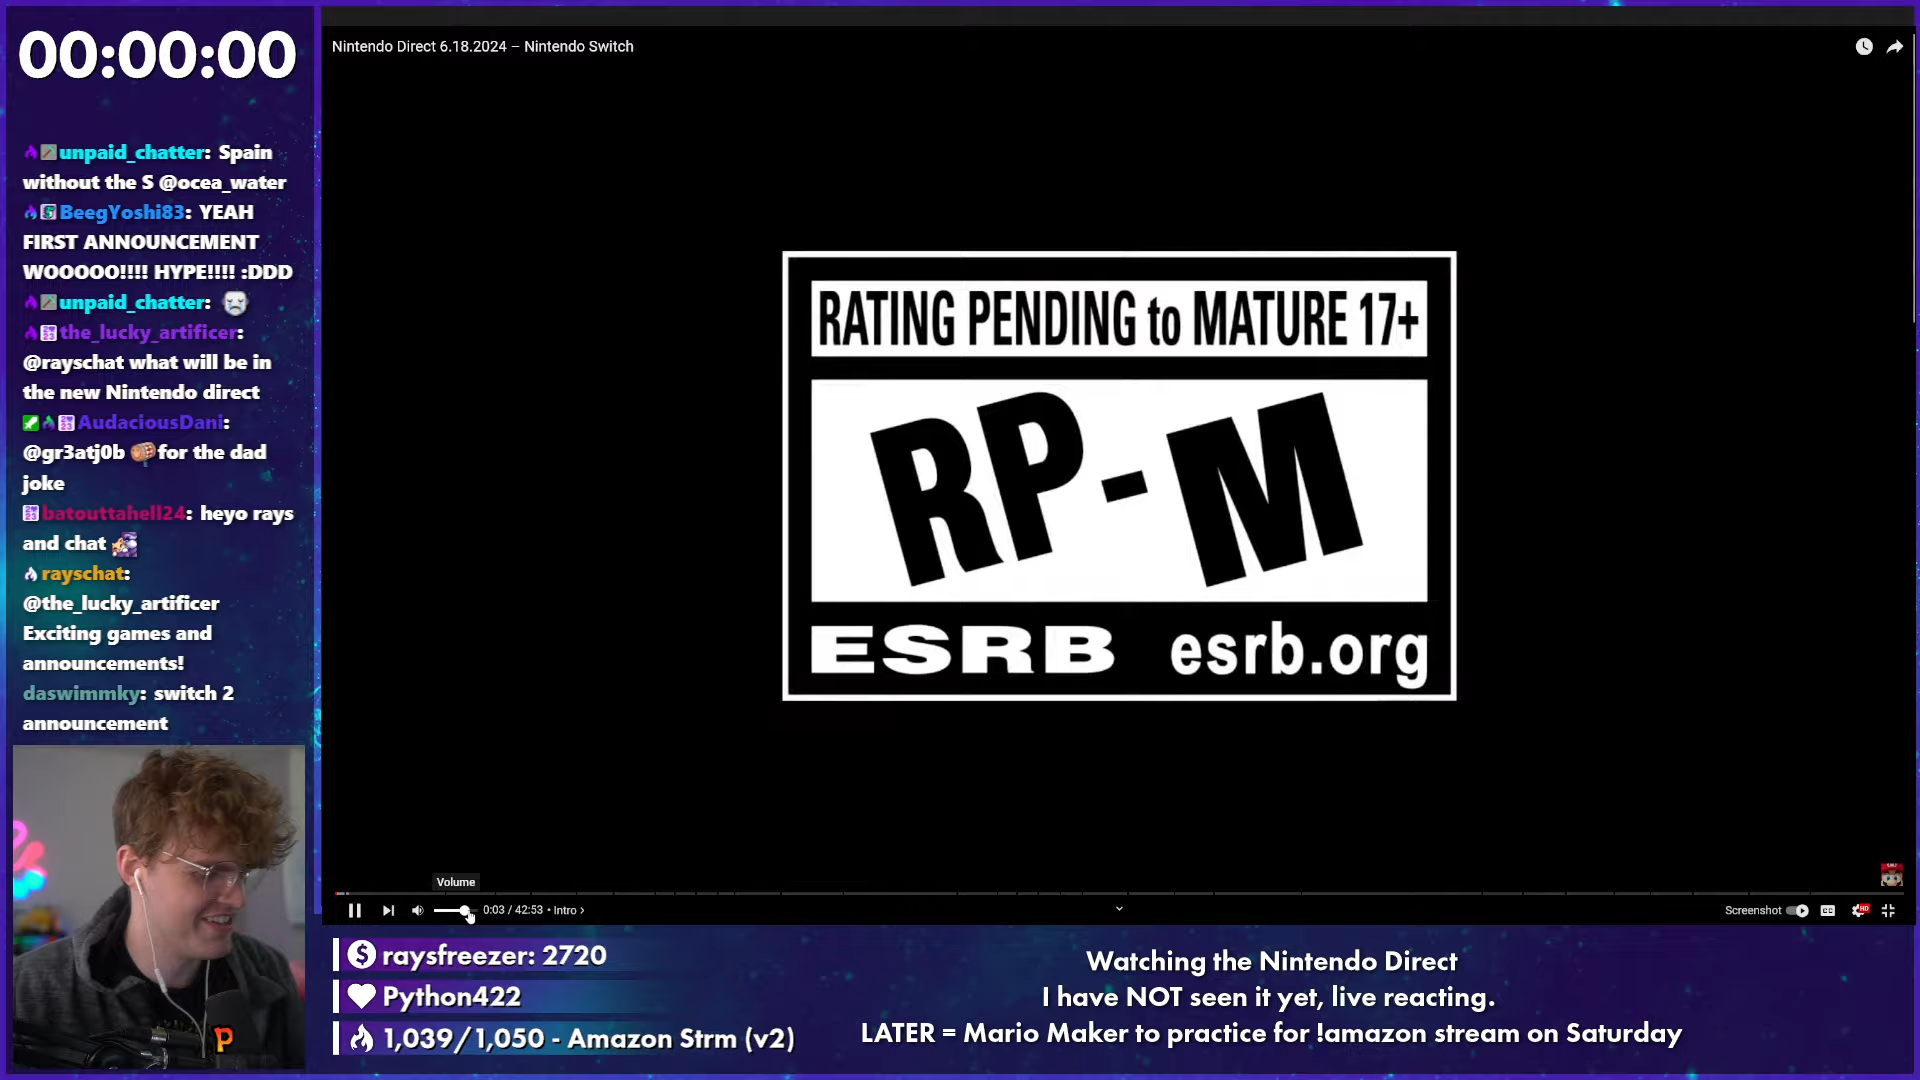 00:00:00
Nintendo Direct 6.18.2024 – Nintendo Switch
unpaid_chatter: Spain
without the S @ocea_water
BeegYoshi83: YEAH
FIRST ANNOUNCEMENT
WOOOOO!!!! HYPE!!!! :DDD
unpaid_chatter:
the_lucky_artificer:
@rayschat what will be in
the new Nintendo direct
AudaciousDani:
@gr3atj0b for the dad
joke
batouttahell24: heyo rays
and chat
rayschat:
@the_lucky_artificer
Exciting games and
announcements!
daswimmky: switch 2
announcement
RATING PENDING to MATURE 17+
RP-M
ESRB esrb.org
Volume
0:03 / 42:53 • Intro ›
Screenshot
CC
HD
$ raysfreezer: 2720
Python422
1,039/1,050 - Amazon Strm (v2)
Watching the Nintendo Direct
I have NOT seen it yet, live reacting.
LATER = Mario Maker to practice for !amazon stream on Saturday
P